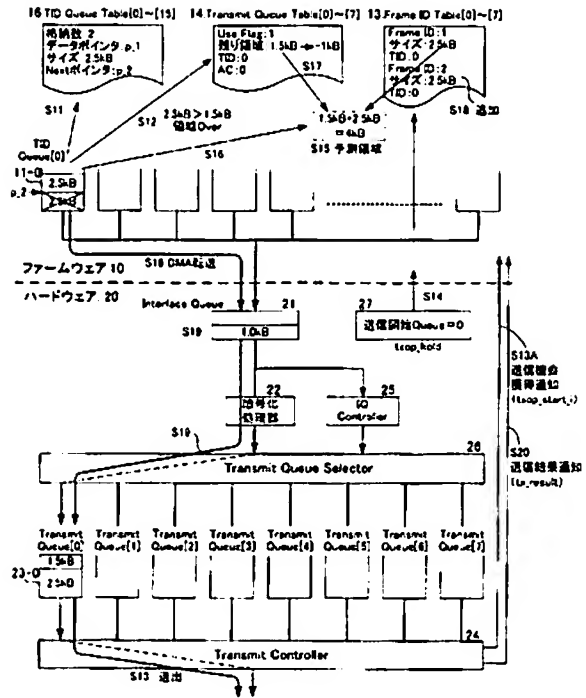 16 TID Queue Table[0]~[15]
14.Transmit Queue Table[0]~[7]
13.Frame ID Table[0]~[7]
格納数 2
データポインタ:p_1
サイズ 2.5kB
Nextポインタ:p_2
Use Flag:1
残り領域: 1.5kB ← -1kB
TID:0
AC:0
Frame ID:1
サイズ:2.5kB
TID:0
Frame ID:2
サイズ:2.5kB
TID:0
S11
S12
2.5kB>1.5kB
領域Over
S17
S18 追加
S16
1.5kB+2.5kB
=4kB
S15 予測領域
TID
Queue[0]
11-0
2.5kB
p_2
2.5kB
S18 DMA転送
ファームウェア 10
ハードウェア 20
Interface Queue
21
S19
1.0kB
27
送信開始Queue=0
txop_hold
S14
S13A
送信機会
獲得通知
(txop_start_i)
S20
送信結果通知
(tx_result)
22
暗号化
処理器
25
Controller
S19
26
Transmit Queue Selector
Transmit
Queue[0]
Transmit
Queue[1]
Transmit
Queue[2]
Transmit
Queue[3]
Transmit
Queue[4]
Transmit
Queue[5]
Transmit
Queue[6]
Transmit
Queue[7]
23-0
1.5kB
2.5kB
24
Transmit Controller
S13 送出